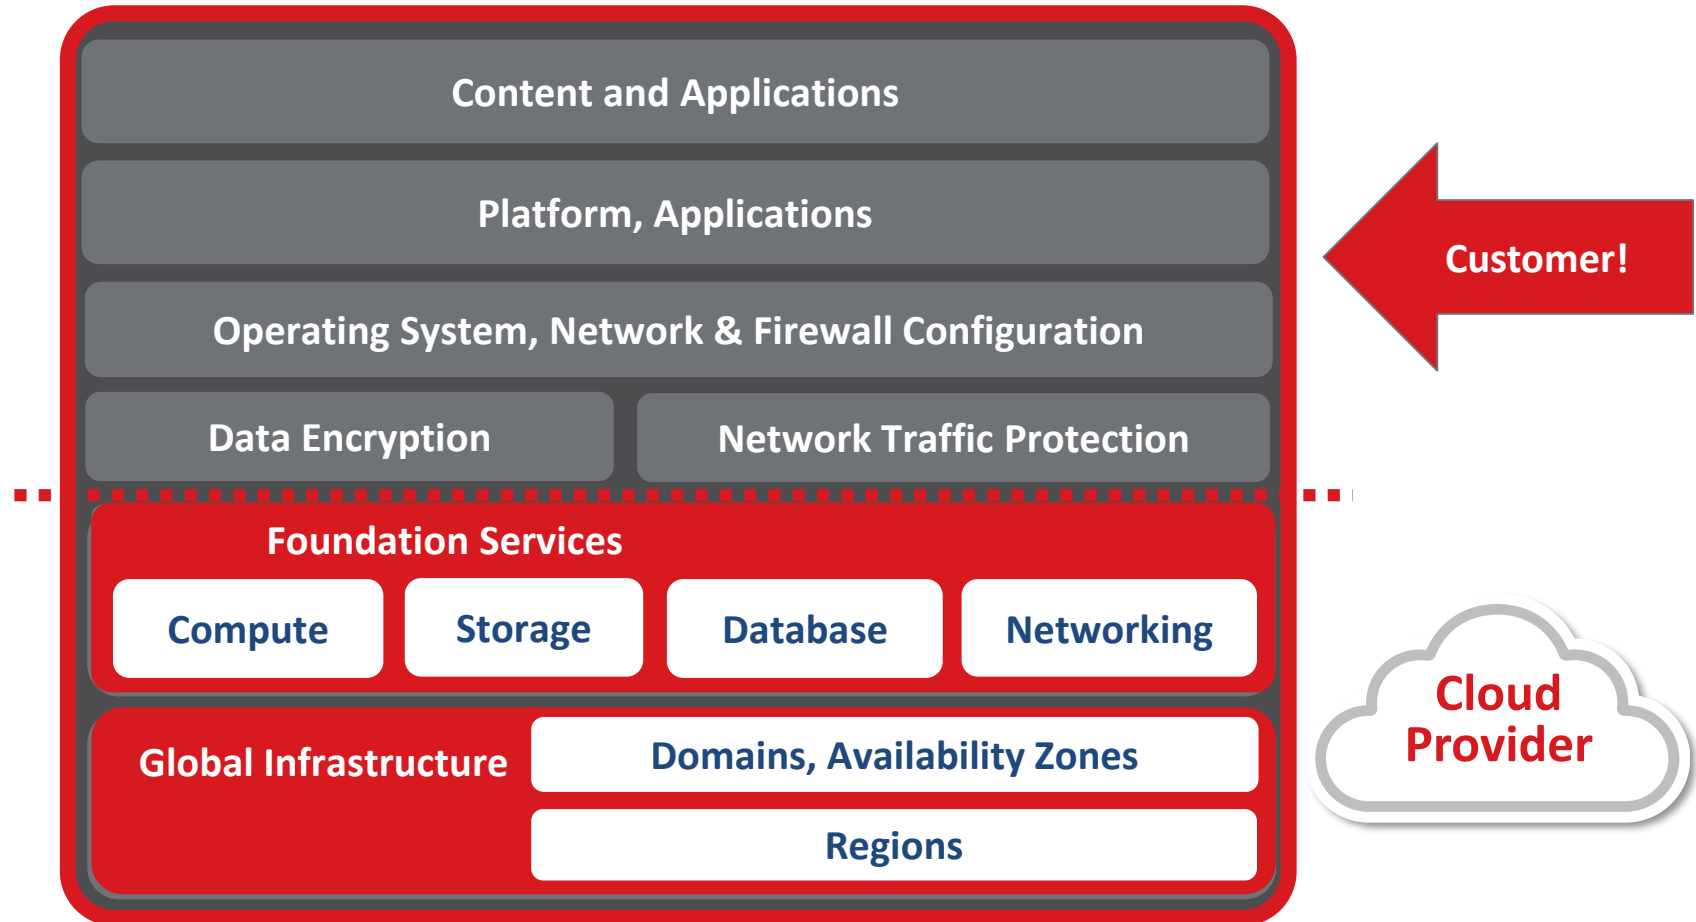 Content and Applications
Platform, Applications
Customer!
Operating System, Network & Firewall Configuration
Data Encryption
Network Traffic Protection
Foundation Services
Compute
Storage
Database
Networking
Cloud
Provider
Global Infrastructure
Domains, Availability Zones
Regions